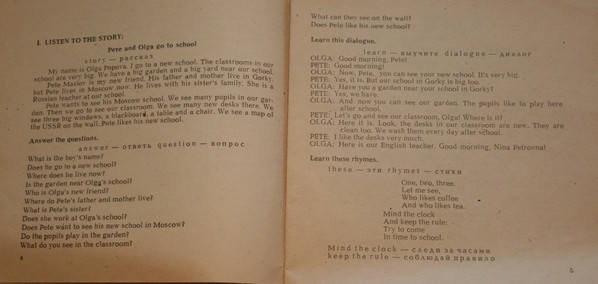 I. LISTEN TO THE STORY:
Pete and Olga go to school
story — рассказ
My name is Olga Popova. I go to a new school. The classrooms in our
school are very big. We have a big garden and a big yard near our school.
Pete Maslov is my new friend. His father and mother live in Gorky,
but Pete lives in Moscow now. He lives with his sister's family. She is a
Russian teacher at our school.
Pete wants to see his Moscow school. We see many pupils in our gar-
den. Then we go to see our classroom. We see many new desks there. We
see three big windows, a blackboard, a table and a chair. We see a map of
the USSR on the wall. Pete likes his new school.
Answer the questions.
answer — ответь question — вопрос
What is the boy's name?
Does he go to a new school?
Where does he live now?
Is the garden near Olga's school?
Who is Olga's new friend?
Where do Pete's father and mother live?
What is Pete's sister?
Does she work at Olga's school?
Does Pete want to see his new school in Moscow?
Do the pupils play in the garden?
What do you see in the classroom?
4
What can they see on the wall?
Does Pete like his new school?
Learn this dialogue.
learn — выучите dialogue — диалог
OLGA: Good morning, Pete!
PETE: Good morning!
OLGA: Now, Pete, you can see your new school. It's very big.
PETE: Yes, it is. But our school in Gorky is big too.
OLGA: Have you a garden near your school in Gorky?
PETE: Yes, we have.
OLGA: And now you can see our garden. The pupils like to play here
after school.
PETE: Let's go and see our classroom, Olga! Where is it?
OLGA: Here it is. Look, the desks in our classroom are new. They are
clean too. We wash them every day after school.
PETE: I like the desks very much.
OLGA: Here is our English teacher. Good morning, Nina Petrovna!
Learn these rhymes.
these — эти rhymes — стихи
One, two, three.
Let me see,
Who likes coffee
And who likes tea.
Mind the clock
And keep the rule:
Try to come
In time to school.
Mind the clock — следи за часами
keep the rule — соблюдай правило
5